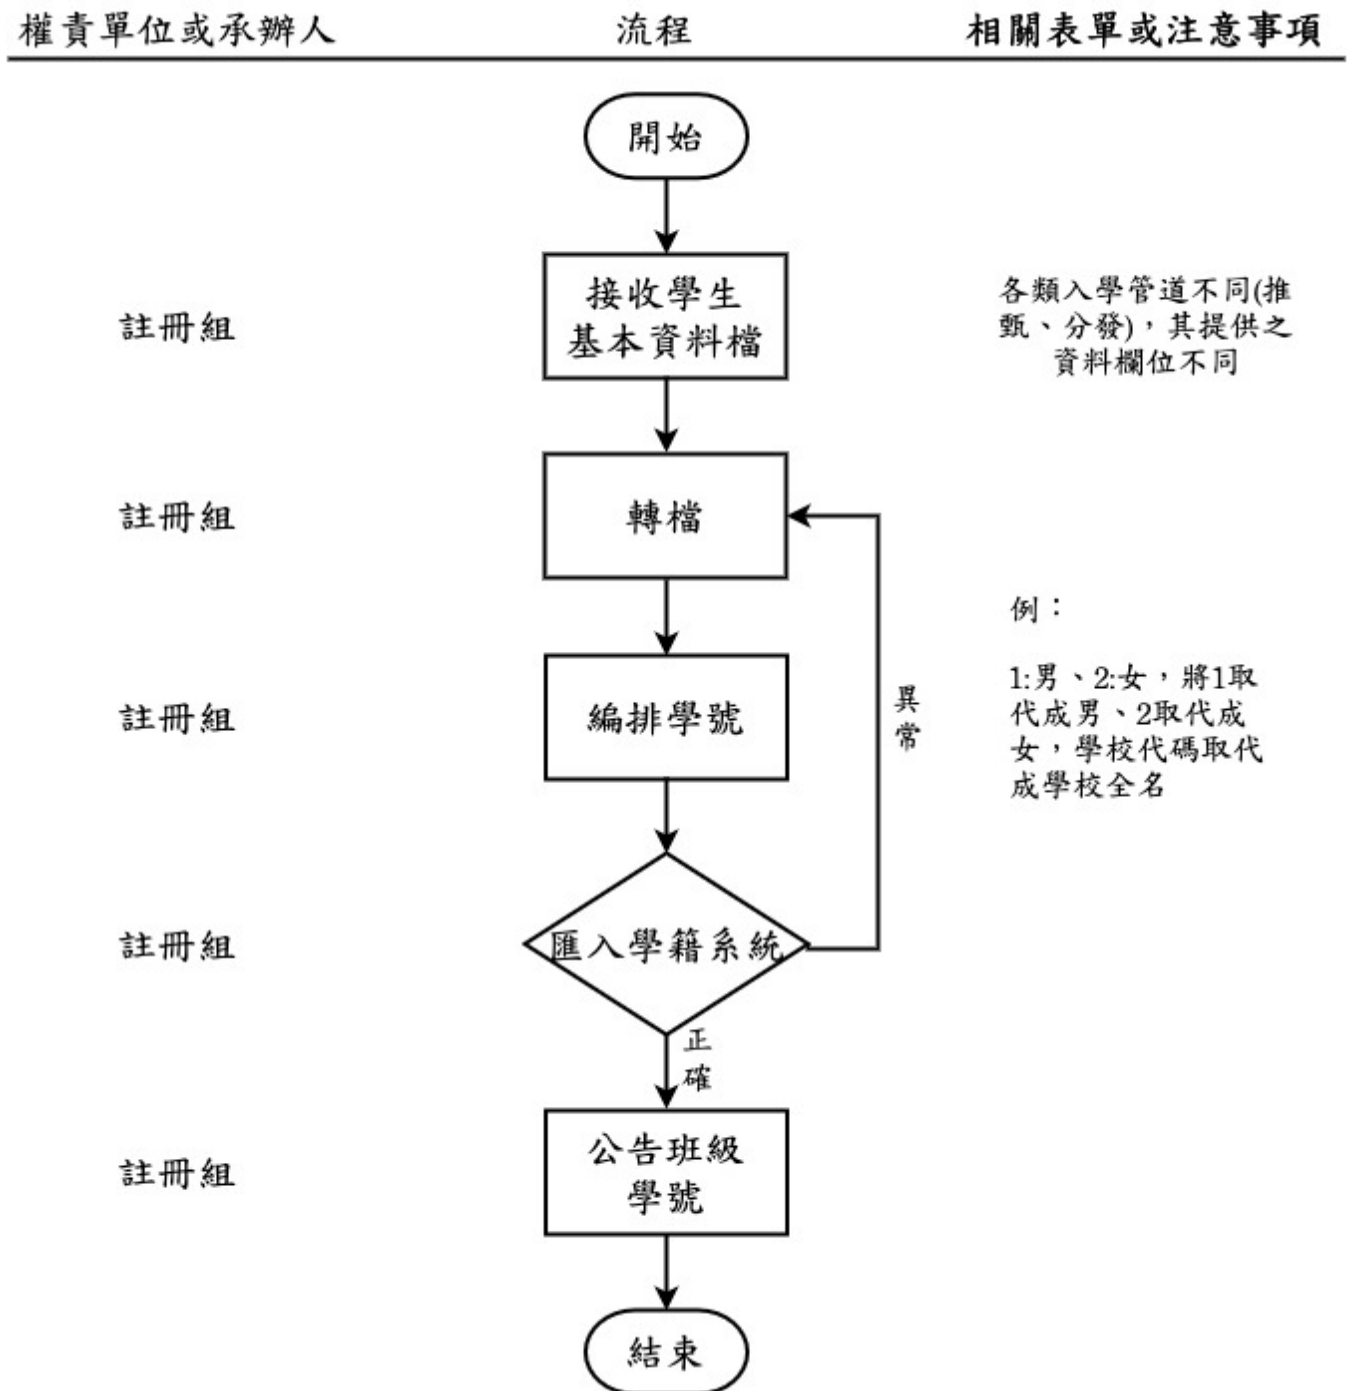 權責單位或承辦人 流程 相關表單或注意事項
開始
註冊組
接收學生
基本資料檔
各類入學管道不同(推
甄、分發)，其提供之
資料欄位不同
註冊組
轉檔
例：
1:男、2:女，將1取
代成男、2取代成
女，學校代碼取代
成學校全名
註冊組
編排學號
異
常
註冊組
匯入學籍系統
正
確
註冊組
公告班級
學號
結束